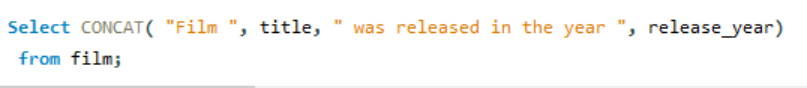 Select CONCAT( "Film ", title, " was released in the year ", release_year)
from film;